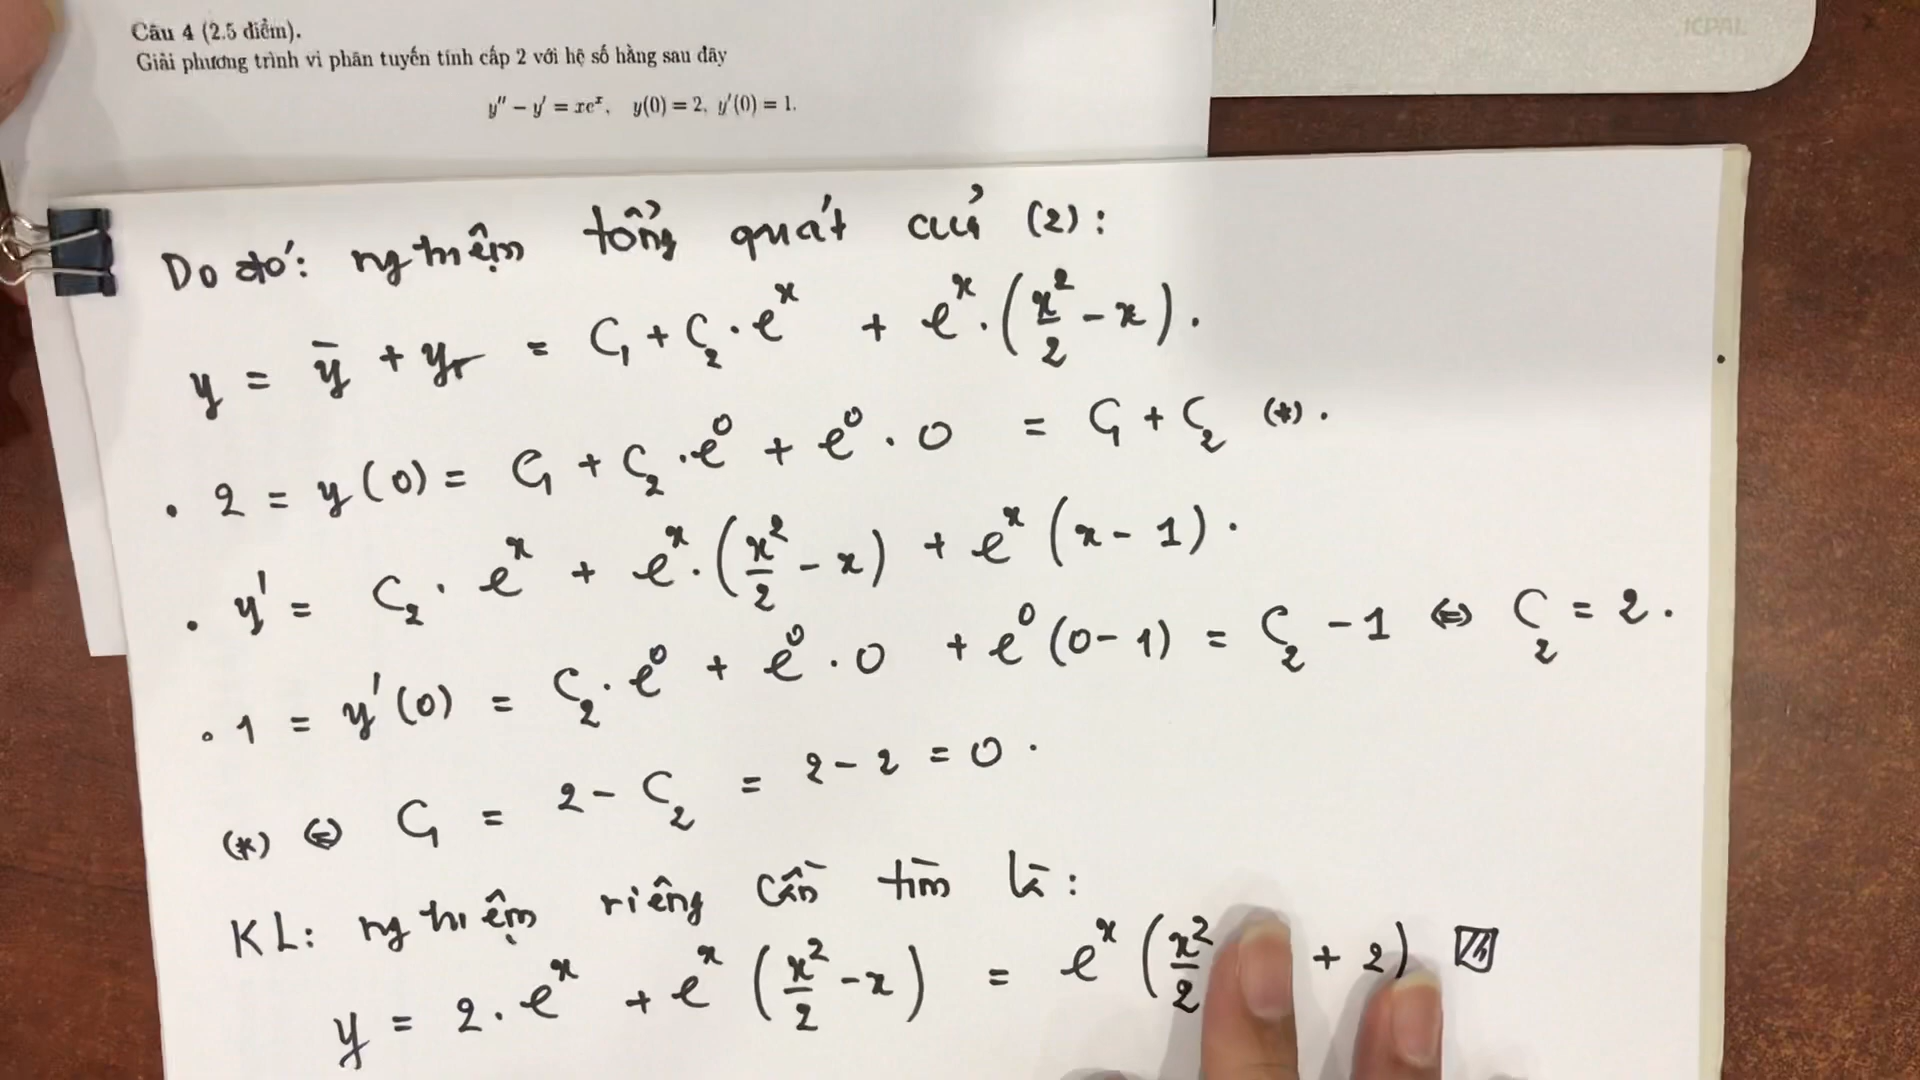 Câu 4 (2.5 điểm).
Giải phương trình vi phân tuyến tính cấp 2 với hệ số hằng sau đây
y'' − y' = xe^x, y(0) = 2, y'(0) = 1.
ICPAL
Do đó: nghiệm tổng quát của (2):
y = ȳ + y_r = C₁ + C₂ · e^x + e^x · (x²/2 − x).
• 2 = y(0) = C₁ + C₂ · e⁰ + e⁰ · 0 = C₁ + C₂ (*).
• y' = C₂ · e^x + e^x · (x²/2 − x) + e^x (x − 1).
• 1 = y'(0) = C₂ · e⁰ + e⁰ · 0 + e⁰ (0 − 1) = C₂ − 1 ⇔ C₂ = 2.
(*) ⇔ C₁ = 2 − C₂ = 2 − 2 = 0.
KL: nghiệm riêng cần tìm là:
y = 2 · e^x + e^x (x²/2 − x) = e^x (x²/2 + 2)